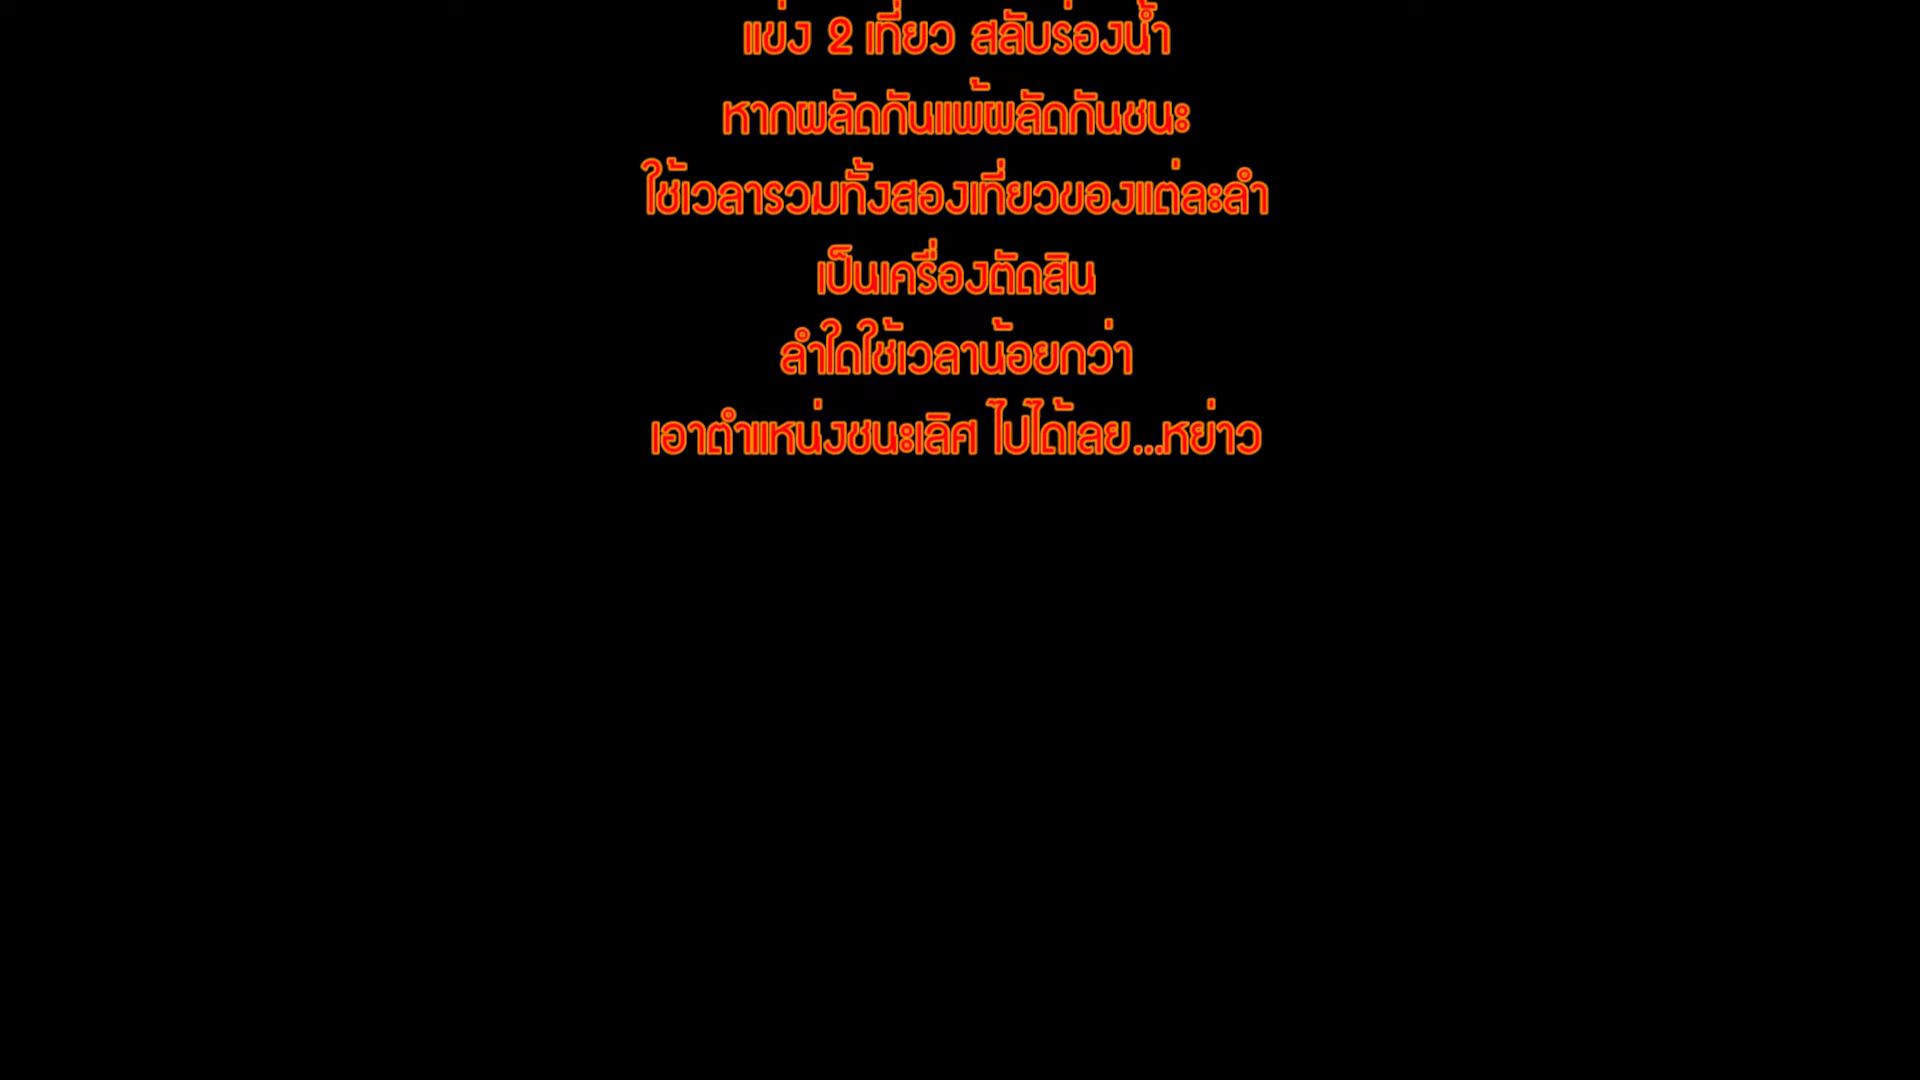 แข่ง 2 เที่ยว สลับร่องน้ำ
หากผลัดกันแพ้ผลัดกันชนะ
ใช้เวลารวมทั้งสองเที่ยวของแต่ละลำ
เป็นเครื่องตัดสิน
ลำใดใช้เวลาน้อยกว่า
เอาตำแหน่งชนะเลิศ ไปได้เลย...หย่าว